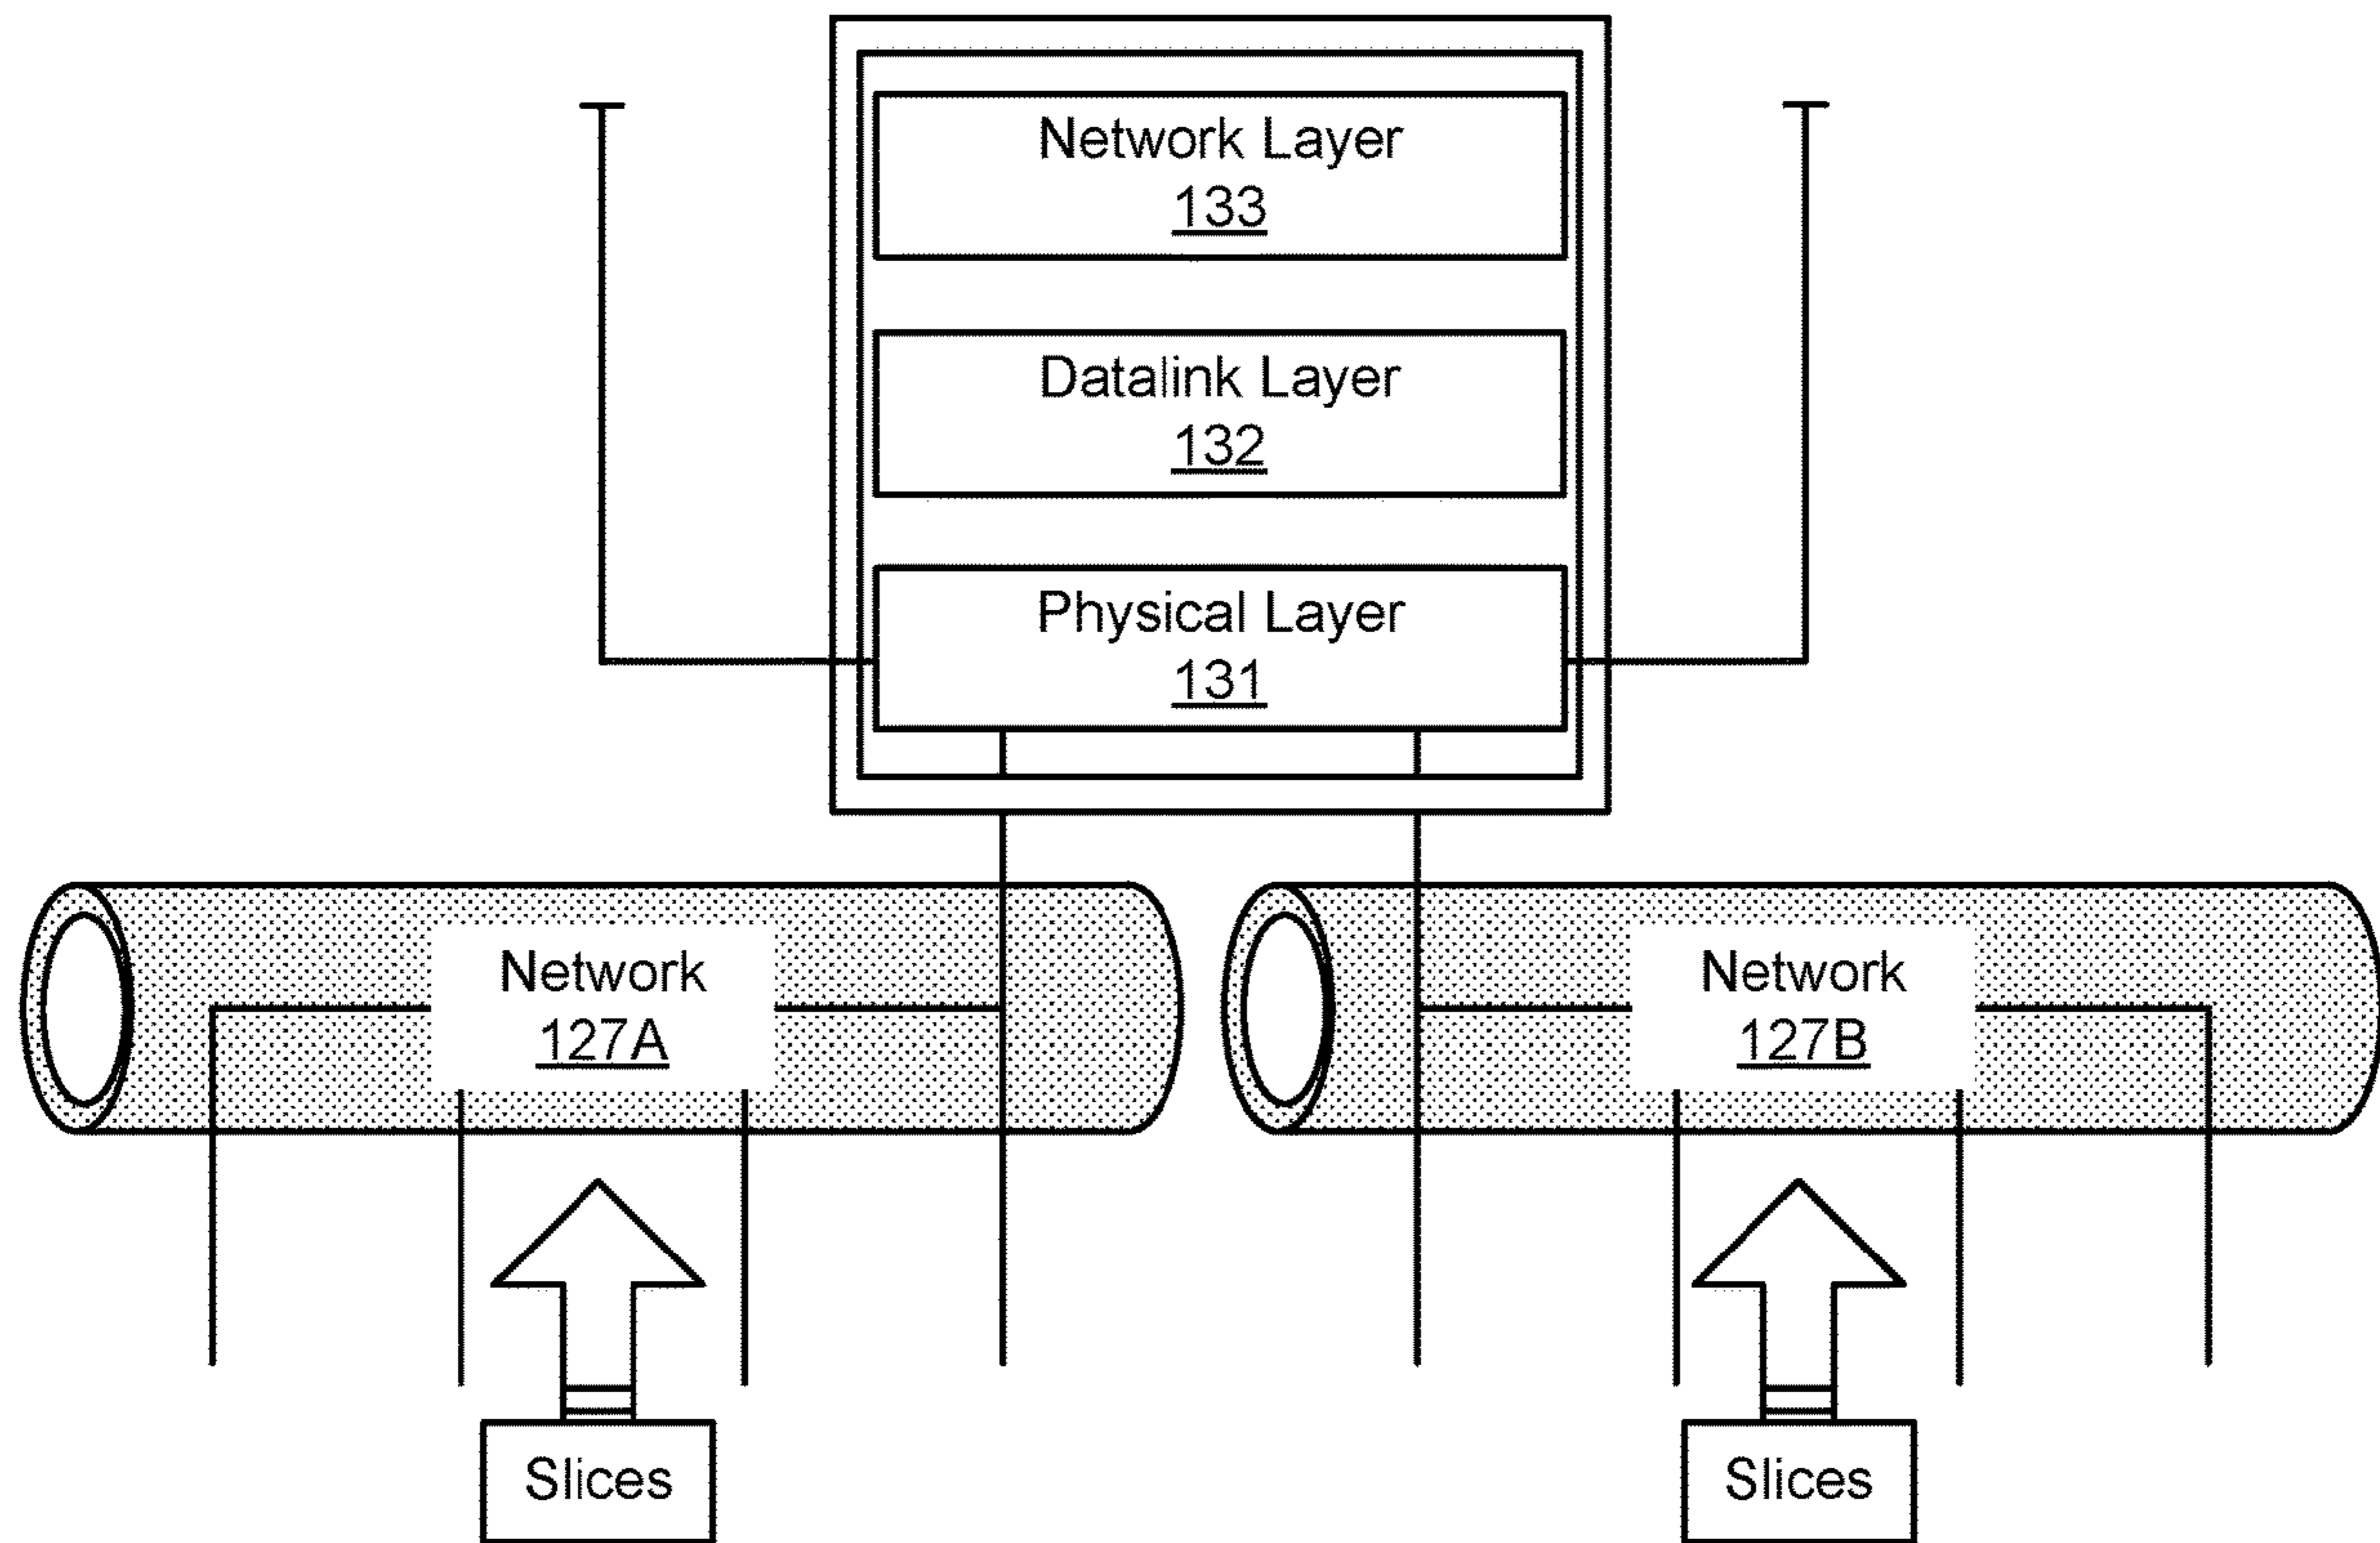 Network Layer
133
Datalink Layer
132
Physical Layer
131
Network
127A
Network
127B
Slices
Slices